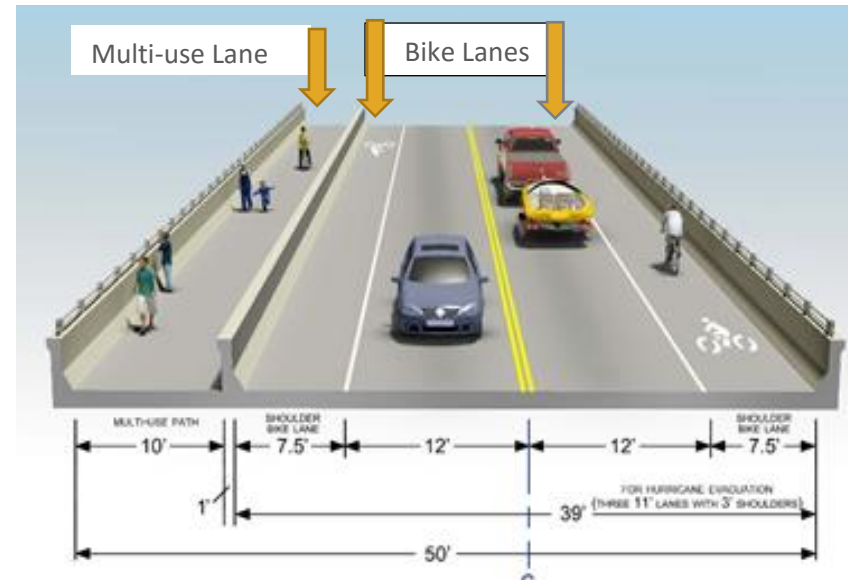 Multi-use Lane
Bike Lanes
MULTI-USE PATH
10'
SHOULDER
BIKE LANE
7.5'
12'
12'
SHOULDER
BIKE LANE
7.5'
1'
39'
FOR HURRICANE EVACUATION
(THREE 11' LANES WITH 3' SHOULDERS)
50'